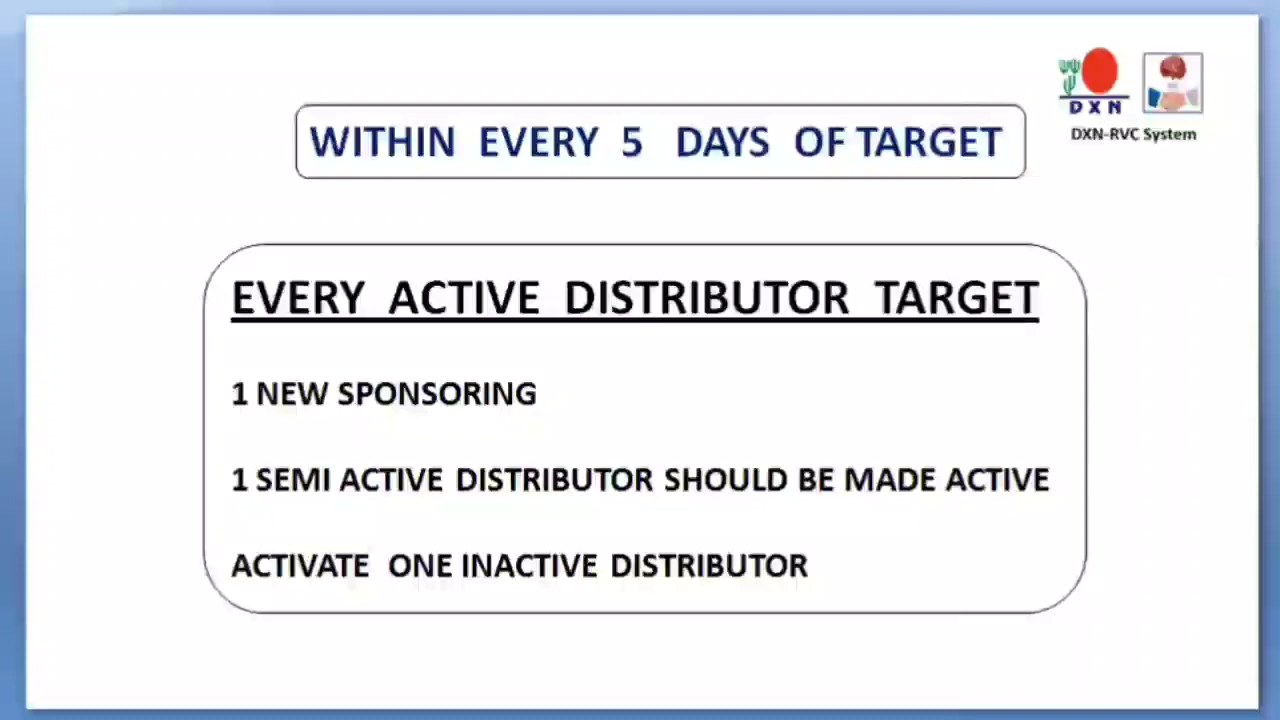 DXN
DXN-RVC System
WITHIN EVERY 5 DAYS OF TARGET
EVERY ACTIVE DISTRIBUTOR TARGET
1 NEW SPONSORING
1 SEMI ACTIVE DISTRIBUTOR SHOULD BE MADE ACTIVE
ACTIVATE ONE INACTIVE DISTRIBUTOR